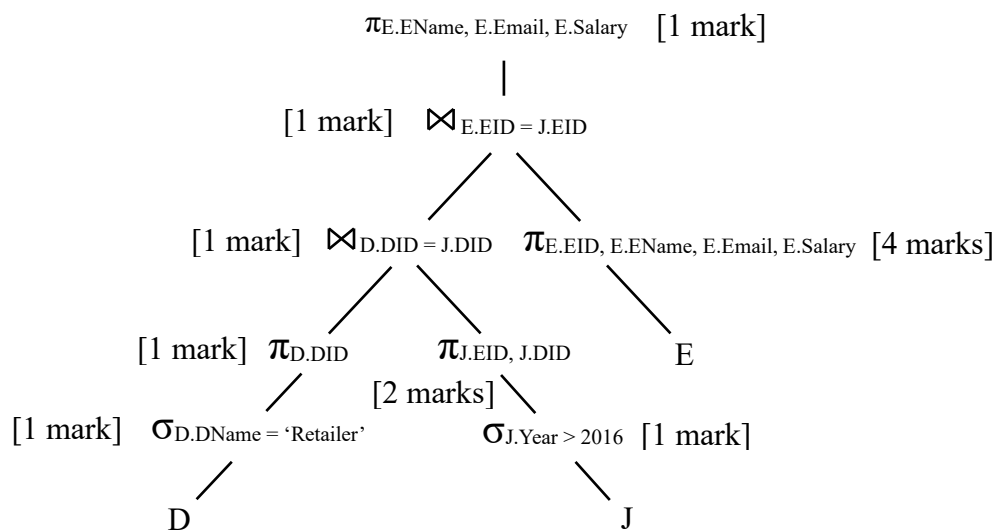 πE.EName, E.Email, E.Salary [1 mark]
[1 mark] ⋈ E.EID = J.EID
[1 mark] ⋈ D.DID = J.DID πE.EID, E.EName, E.Email, E.Salary [4 marks]
[1 mark] πD.DID πJ.EID, J.DID E
[2 marks]
[1 mark] σD.DName = ‘Retailer’ σJ.Year > 2016 [1 mark]
D J